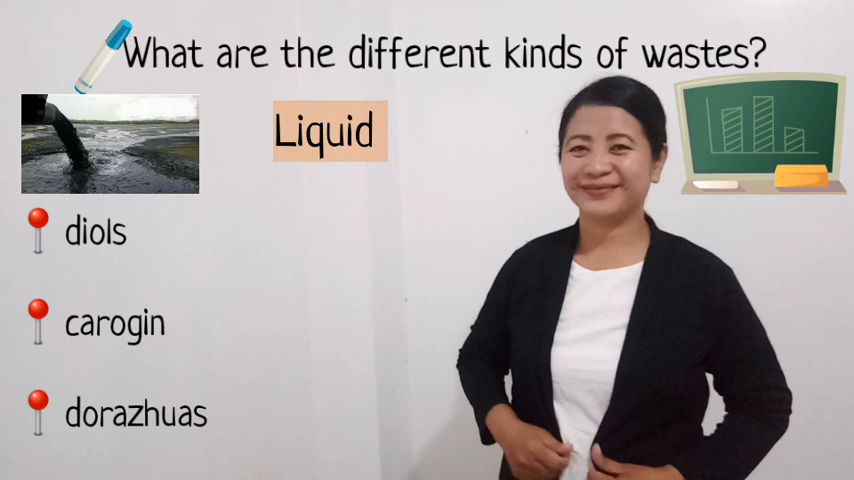 What are the different kinds of wastes?
Liquid
diols
carogin
dorazhuas